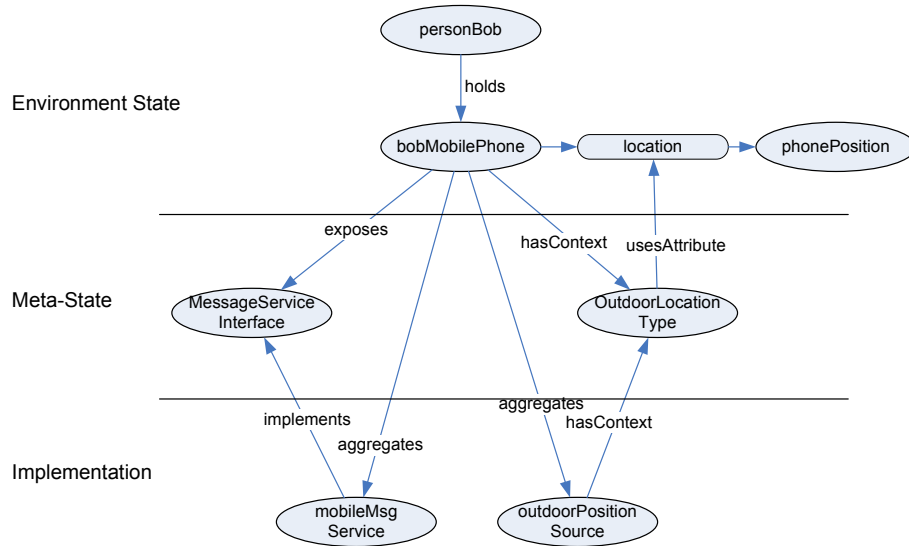 personBob
holds
Environment State
bobMobilePhone
location
phonePosition
exposes
hasContext
usesAttribute
Meta-State
MessageService
Interface
OutdoorLocation
Type
implements
aggregates
aggregates
hasContext
Implementation
mobileMsg
Service
outdoorPosition
Source